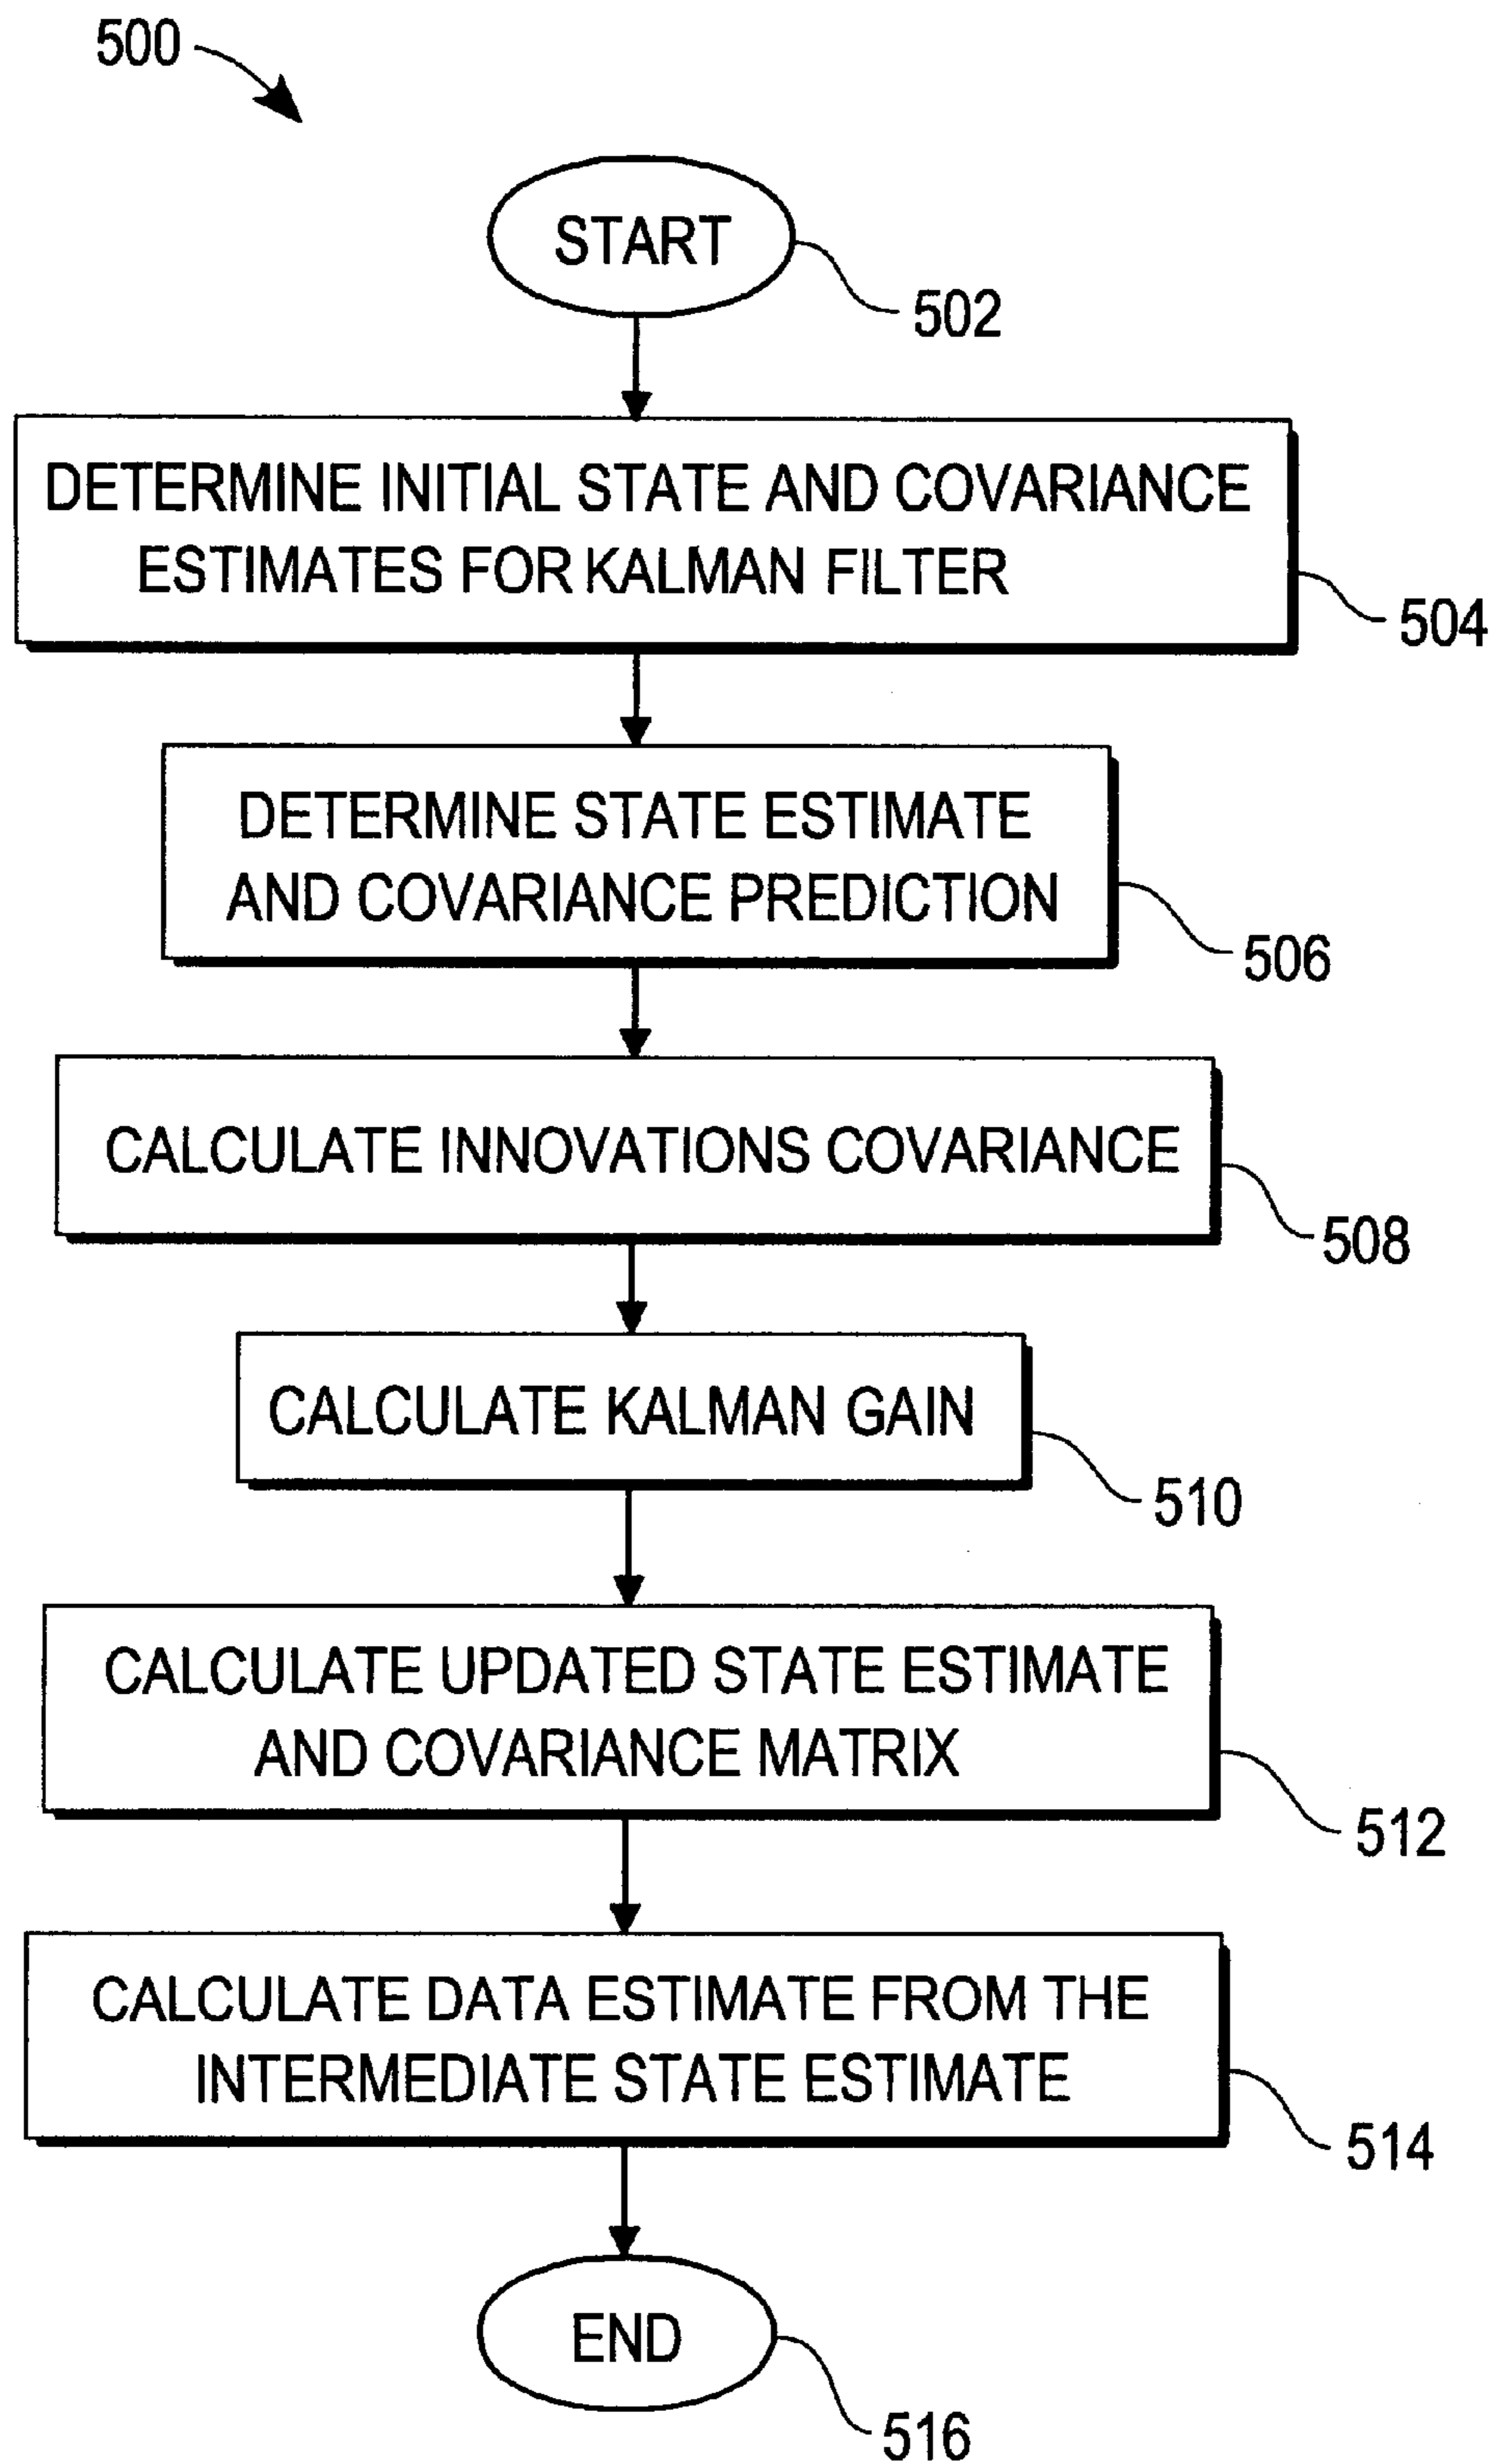 500
START
502
DETERMINE INITIAL STATE AND COVARIANCE
ESTIMATES FOR KALMAN FILTER
504
DETERMINE STATE ESTIMATE
AND COVARIANCE PREDICTION
506
CALCULATE INNOVATIONS COVARIANCE
508
CALCULATE KALMAN GAIN
510
CALCULATE UPDATED STATE ESTIMATE
AND COVARIANCE MATRIX
512
CALCULATE DATA ESTIMATE FROM THE
INTERMEDIATE STATE ESTIMATE
514
END
516